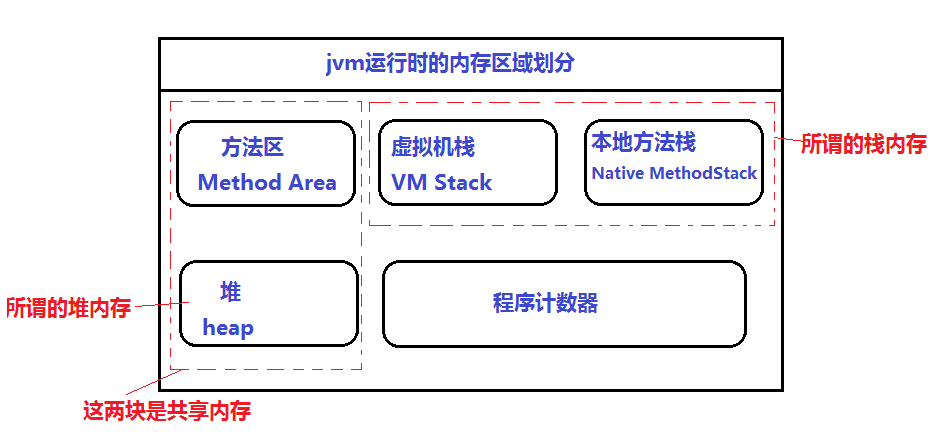 jvm运行时的内存区域划分
方法区
Method Area
虚拟机栈
VM Stack
本地方法栈
Native MethodStack
所谓的栈内存
堆
heap
程序计数器
所谓的堆内存
这两块是共享内存